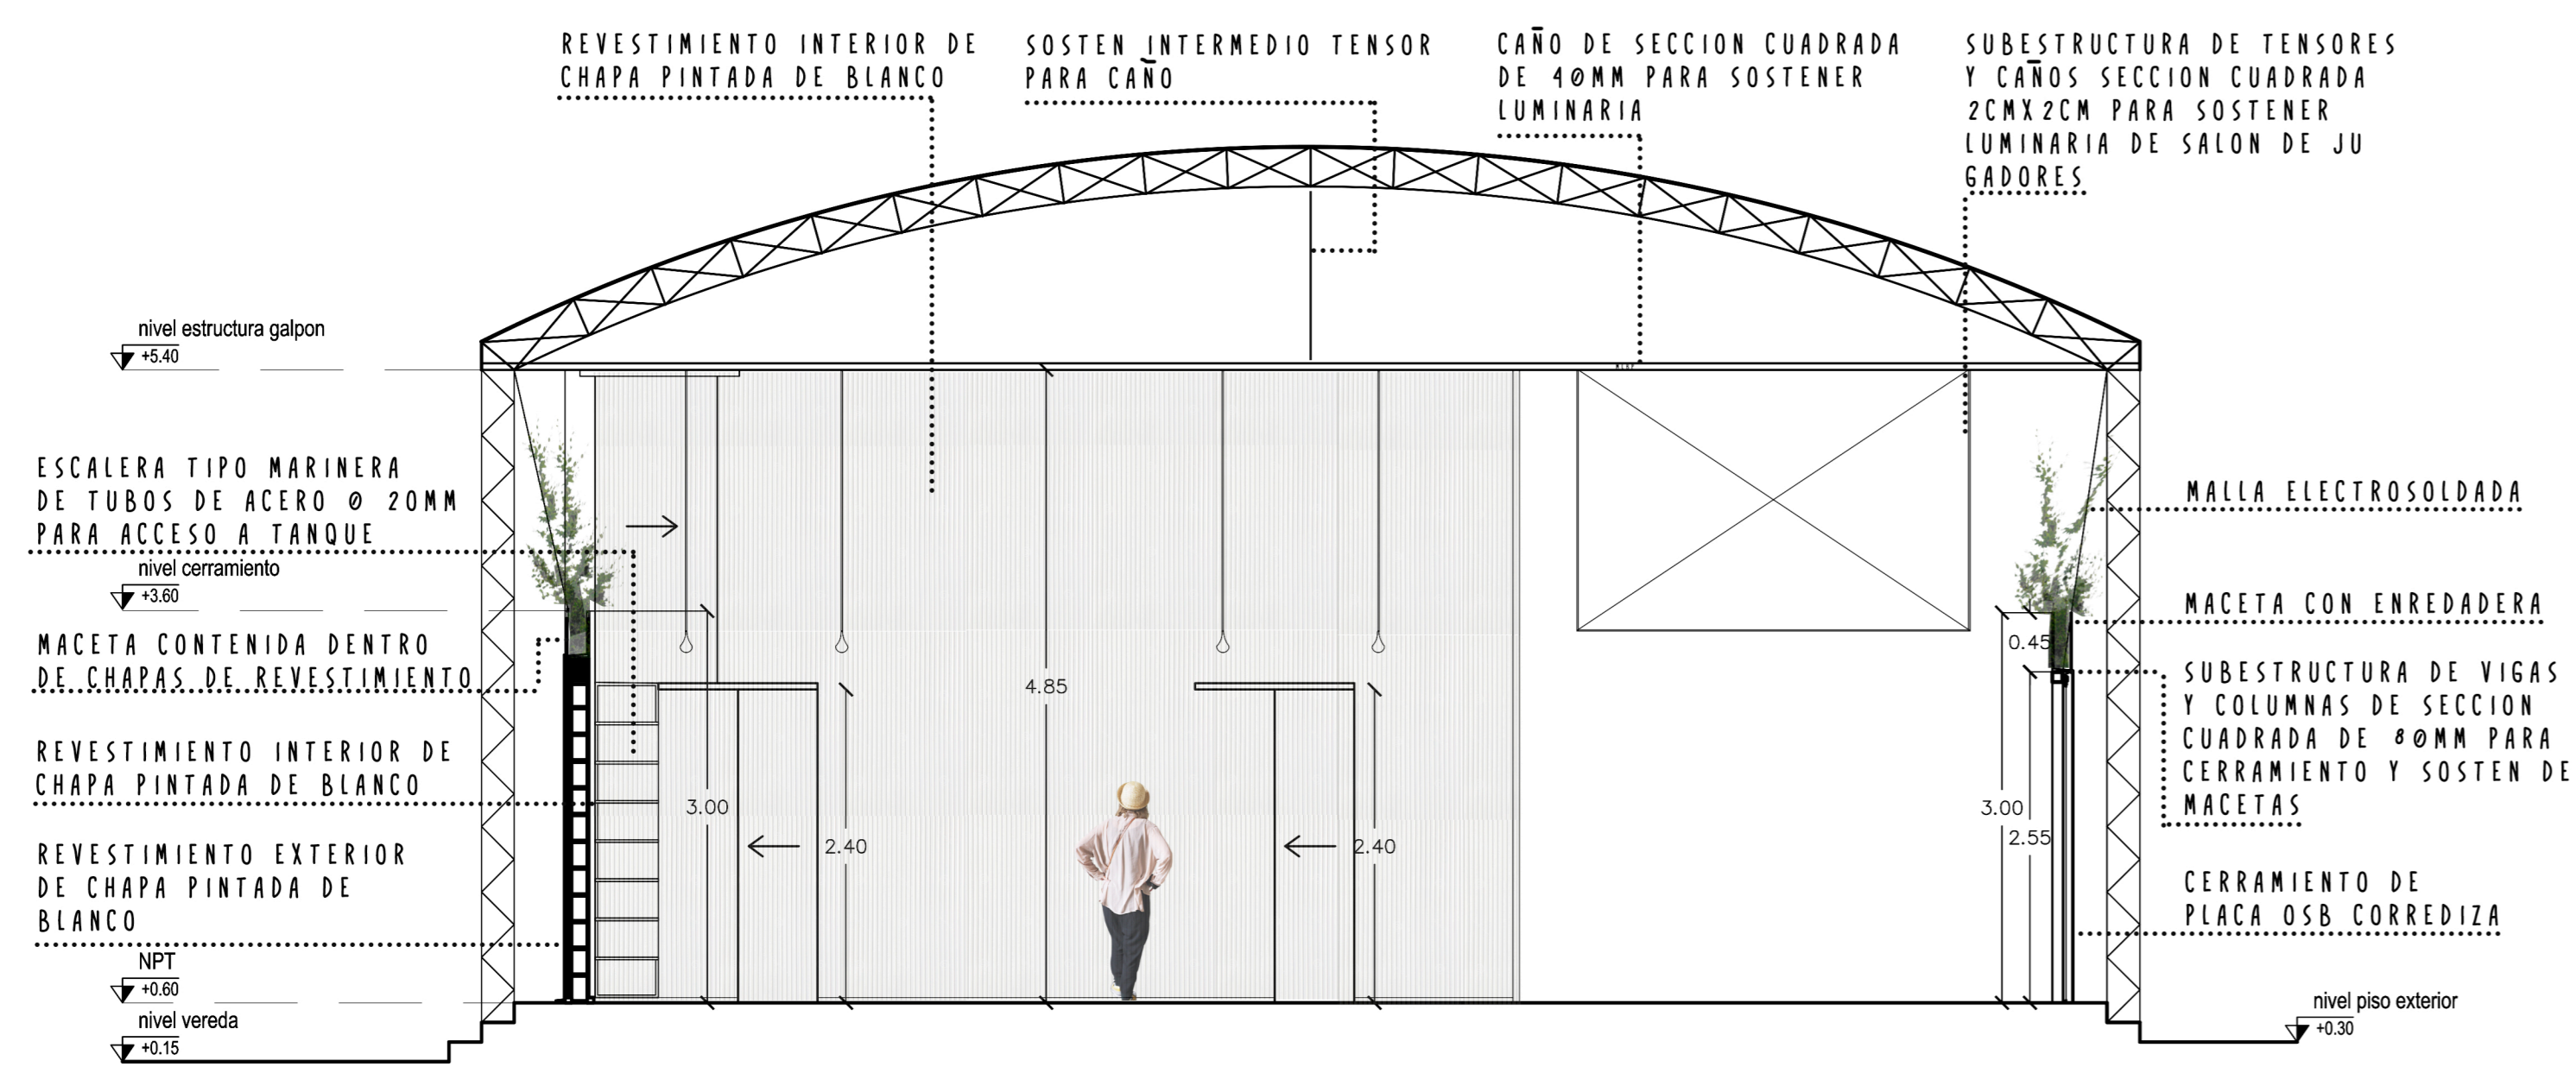 REVESTIMIENTO INTERIOR DE
CHAPA PINTADA DE BLANCO
SOSTEN INTERMEDIO TENSOR
PARA CAÑO
CAÑO DE SECCION CUADRADA
DE 40MM PARA SOSTENER
LUMINARIA
SUBESTRUCTURA DE TENSORES
Y CAÑOS SECCION CUADRADA
2CMX2CM PARA SOSTENER
LUMINARIA DE SALON DE JU
GADORES
nivel estructura galpon
+5.40
ESCALERA TIPO MARINERA
DE TUBOS DE ACERO Ø 20MM
PARA ACCESO A TANQUE
nivel cerramiento
+3.60
MACETA CONTENIDA DENTRO
DE CHAPAS DE REVESTIMIENTO
REVESTIMIENTO INTERIOR DE
CHAPA PINTADA DE BLANCO
REVESTIMIENTO EXTERIOR
DE CHAPA PINTADA DE
BLANCO
NPT
+0.60
nivel vereda
+0.15
3.00
2.40
4.85
2.40
0.45
3.00
2.55
MALLA ELECTROSOLDADA
MACETA CON ENREDADERA
SUBESTRUCTURA DE VIGAS
Y COLUMNAS DE SECCION
CUADRADA DE 80MM PARA
CERRAMIENTO Y SOSTEN DE
MACETAS
CERRAMIENTO DE
PLACA OSB CORREDIZA
nivel piso exterior
+0.30